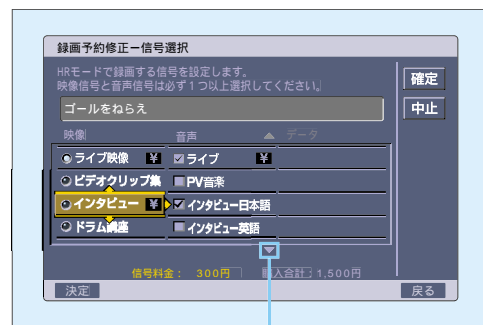 録画予約修正ー信号選択
HRモードで録画する信号を設定します。
映像信号と音声信号は必ず1つ以上選択してください。
確定
ゴールをねらえ
中止
映像 音声 データ
ライブ映像 ¥ ライブ ¥
ビデオクリップ集 PV音楽
インタビュー ¥ インタビュー日本語
ドラム講座 インタビュー英語
信号料金： 300円 購入合計：1,500円
決定 戻る